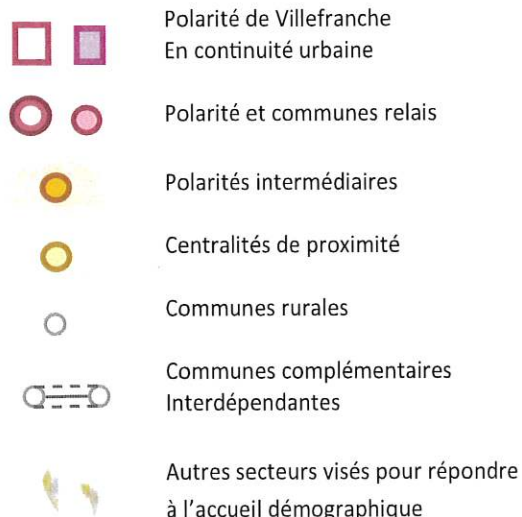 Polarité de Villefranche
En continuité urbaine
Polarité et communes relais
Polarités intermédiaires
Centralités de proximité
Communes rurales
Communes complémentaires
Interdépendantes
Autres secteurs visés pour répondre
à l'accueil démographique